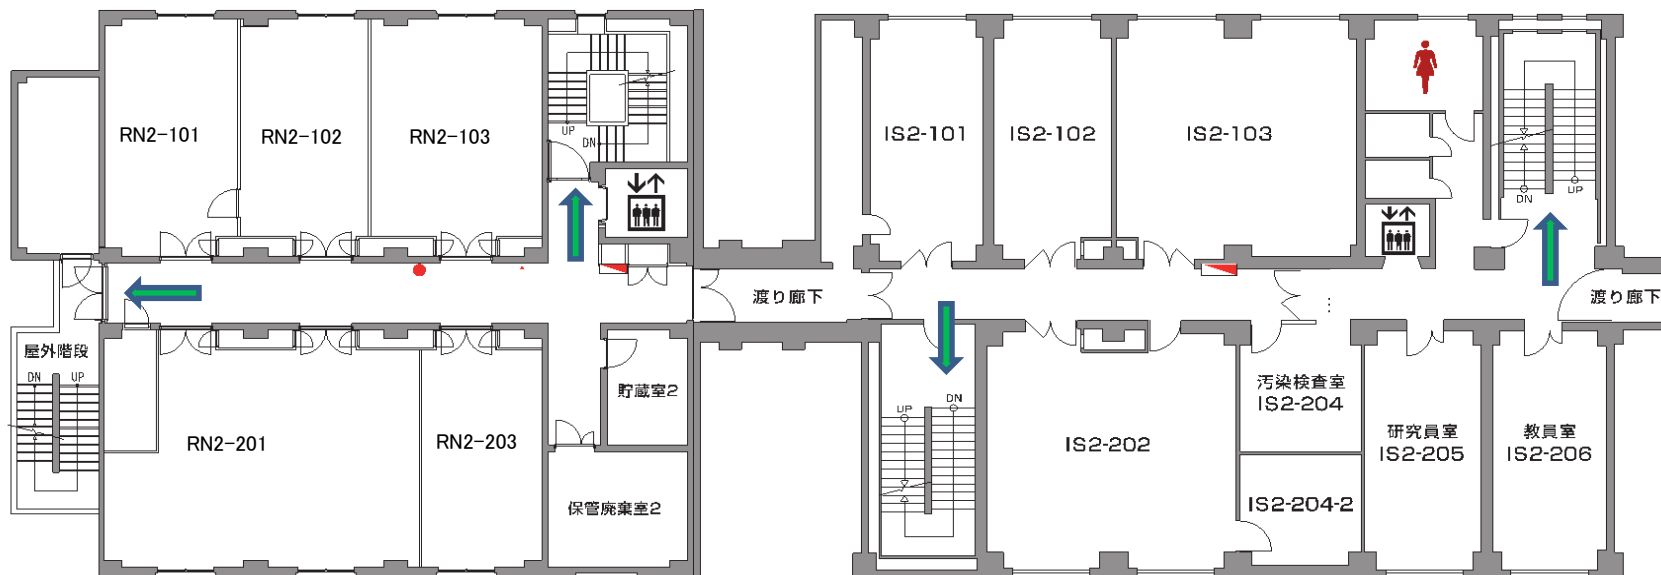 RN2-101
RN2-102
RN2-103
UP
DN
IS2-101
IS2-102
IS2-103
DN
UP
渡り廊下
渡り廊下
屋外階段
DN UP
RN2-201
RN2-203
貯蔵室2
保管廃棄室2
UP
DN
IS2-202
汚染検査室
IS2-204
IS2-204-2
研究員室
IS2-205
教員室
IS2-206